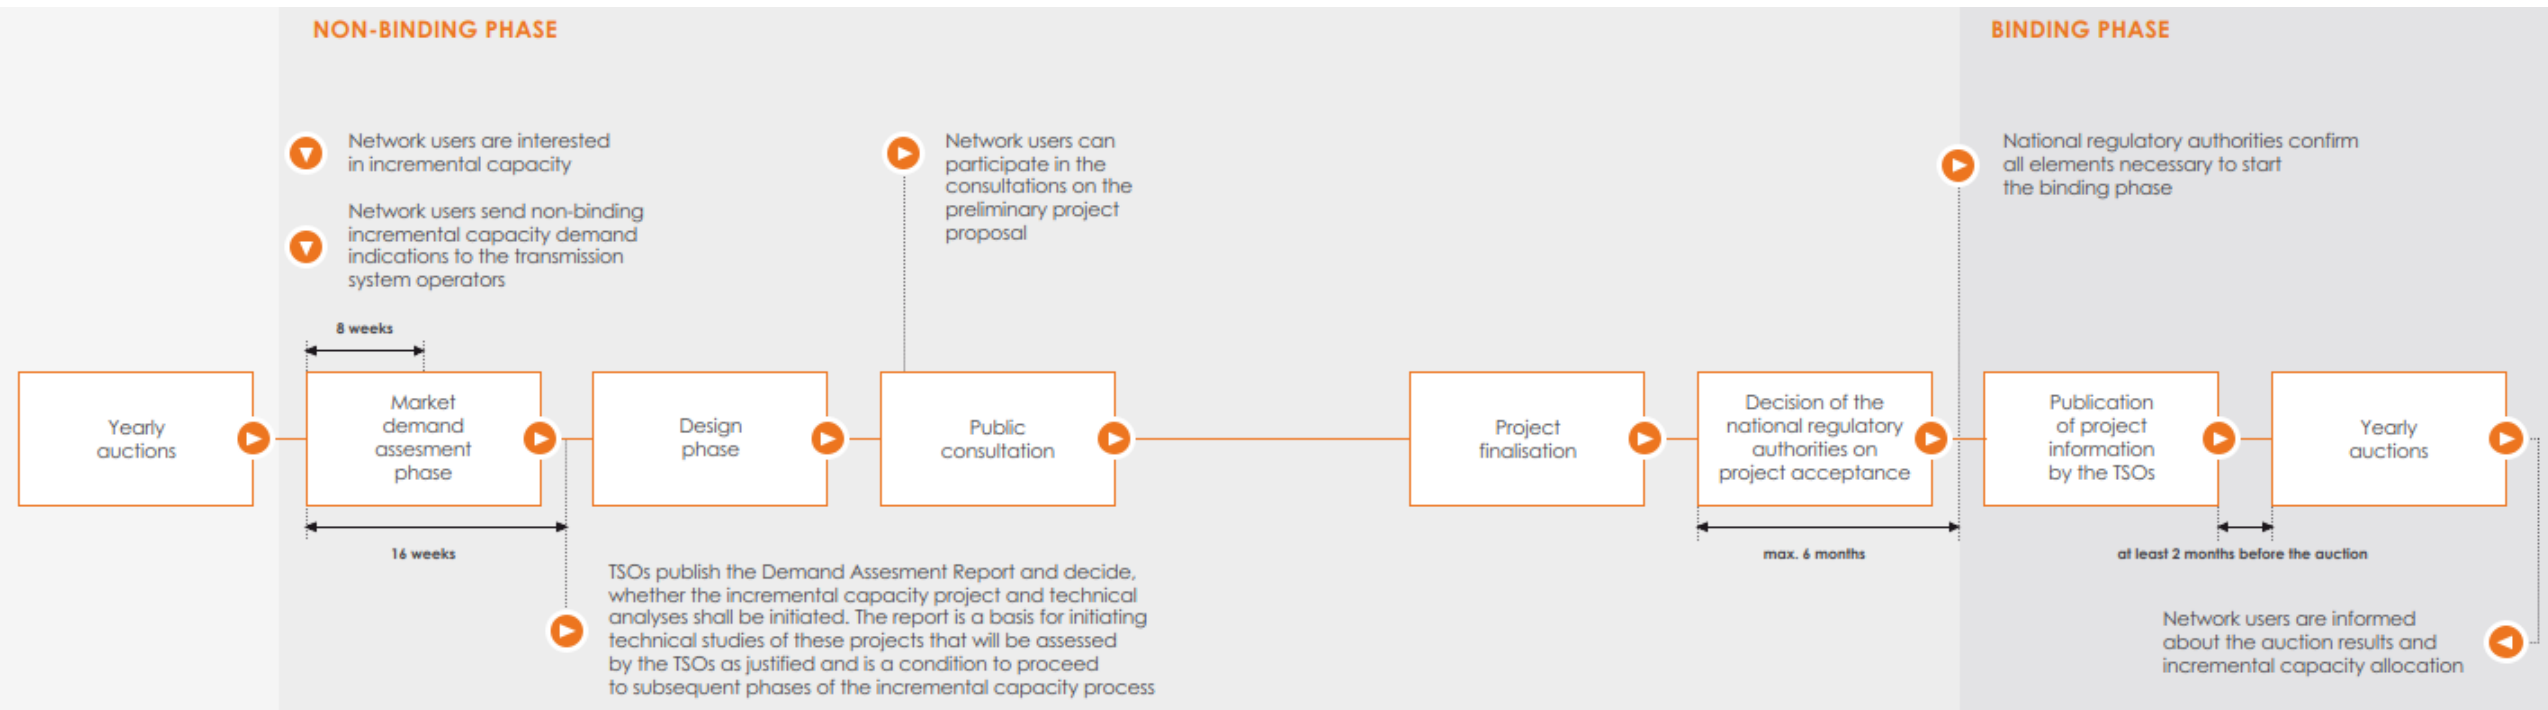 NON-BINDING PHASE
BINDING PHASE
Network users are interested
in incremental capacity
Network users send non-binding
incremental capacity demand
indications to the transmission
system operators
Network users can
participate in the
consultations on the
preliminary project
proposal
National regulatory authorities confirm
all elements necessary to start
the binding phase
8 weeks
Yearly
auctions
Market
demand
assesment
phase
Design
phase
Public
consultation
Project
finalisation
Decision of the
national regulatory
authorities on
project acceptance
Publication
of project
information
by the TSOs
Yearly
auctions
16 weeks
max. 6 months
at least 2 months before the auction
TSOs publish the Demand Assesment Report and decide,
whether the incremental capacity project and technical
analyses shall be initiated. The report is a basis for initiating
technical studies of these projects that will be assessed
by the TSOs as justified and is a condition to proceed
to subsequent phases of the incremental capacity process
Network users are informed
about the auction results and
incremental capacity allocation